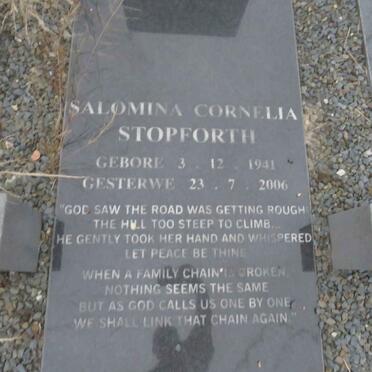 SALOMINA CORNELIA
STOPFORTH
GEBORE 3 . 12 . 1941
GESTERWE 23 . 7 . 2006
"GOD SAW THE ROAD WAS GETTING ROUGH
THE HILL TOO STEEP TO CLIMB...
HE GENTLY TOOK HER HAND AND WHISPERED
LET PEACE BE THINE
WHEN A FAMILY CHAIN IS BROKEN,
NOTHING SEEMS THE SAME
BUT AS GOD CALLS US ONE BY ONE,
WE SHALL LINK THAT CHAIN AGAIN."